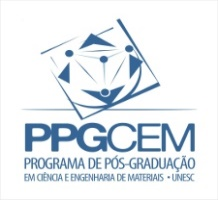 PPGCEM
PROGRAMA DE PÓS-GRADUAÇÃO
EM CIÊNCIA E ENGENHARIA DE MATERIAIS • UNESC